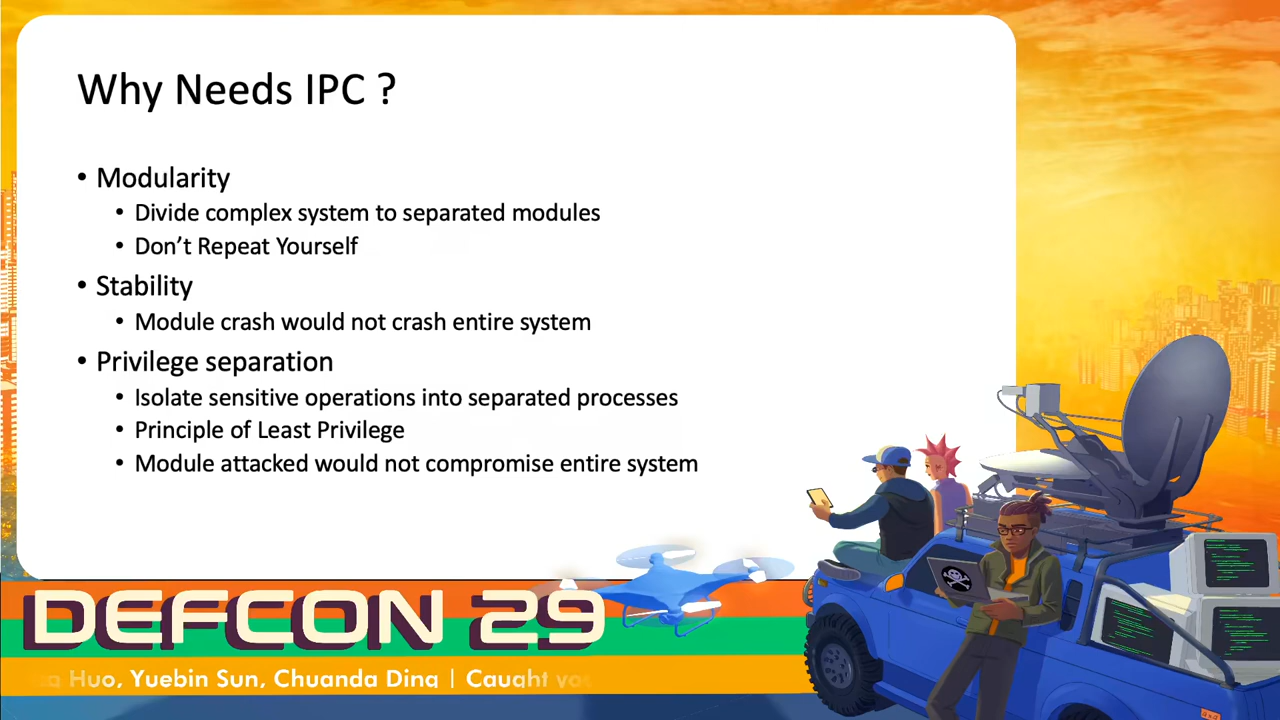 Why Needs IPC ?
• Modularity
• Divide complex system to separated modules
• Don’t Repeat Yourself
• Stability
• Module crash would not crash entire system
• Privilege separation
• Isolate sensitive operations into separated processes
• Principle of Least Privilege
• Module attacked would not compromise entire system
DEFCON 29
Huo, Yuebin Sun, Chuanda Ding | Caught